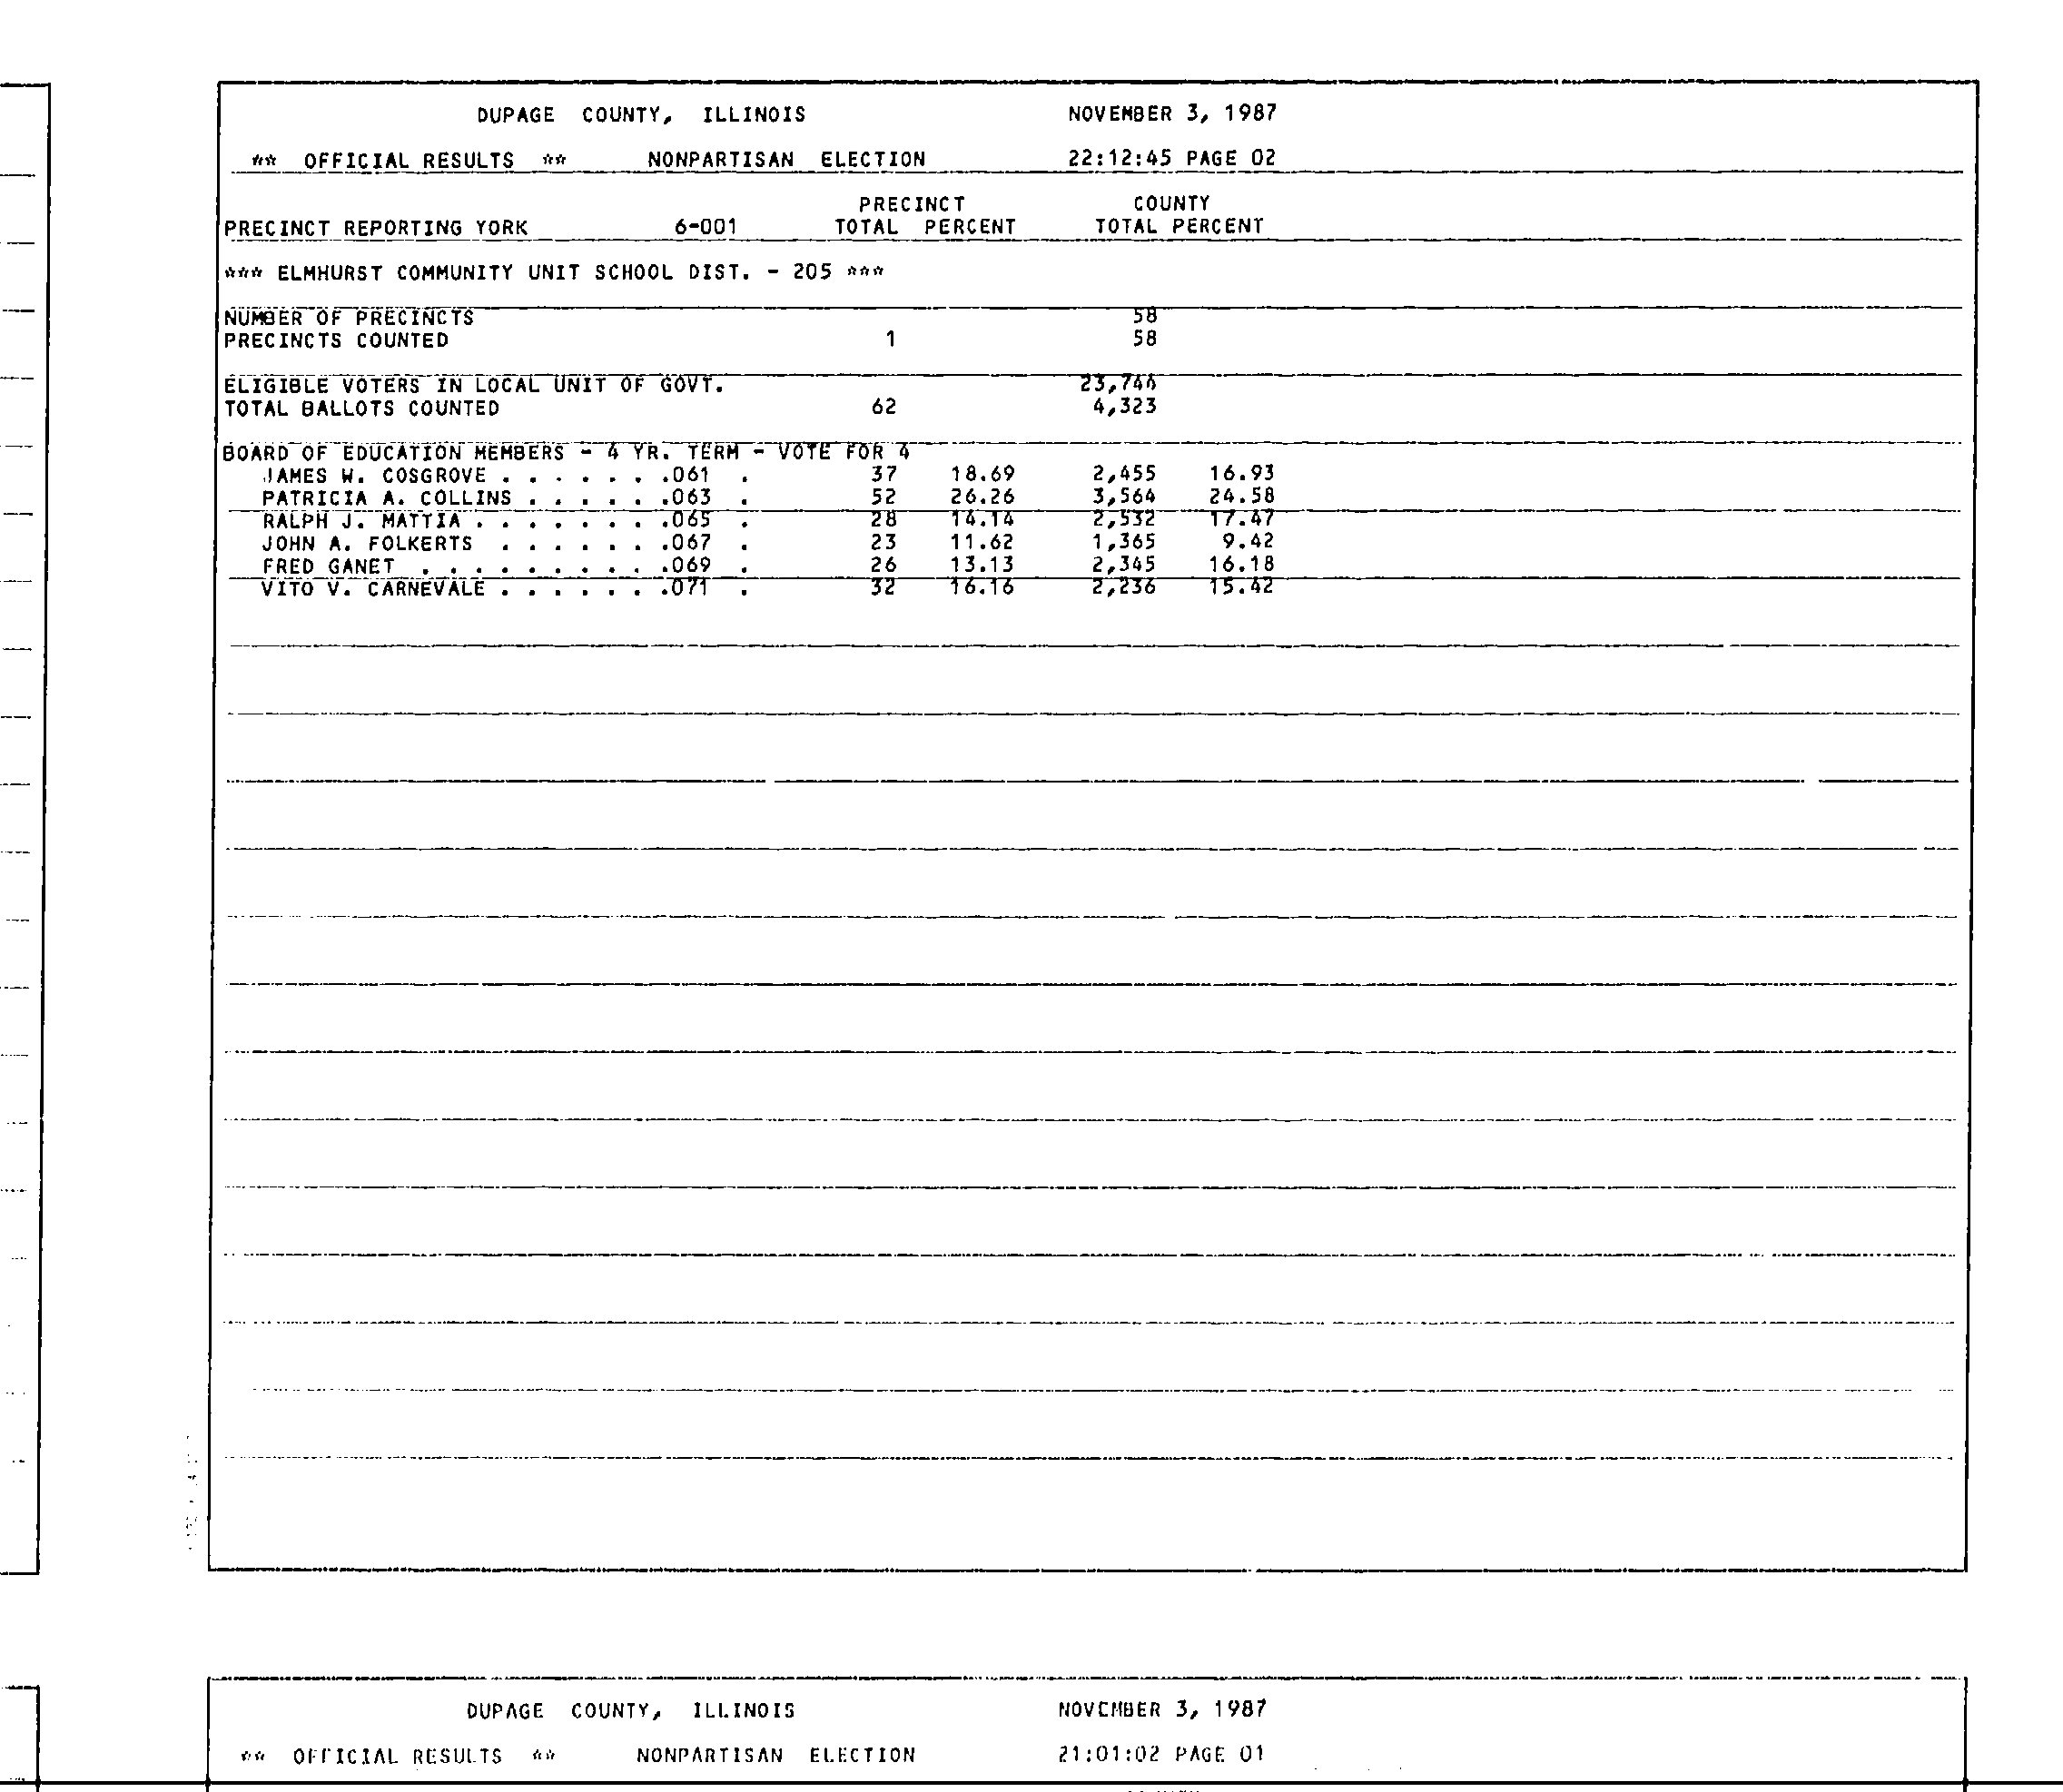 DUPAGE COUNTY, ILLINOIS NOVEMBER 3, 1987
** OFFICIAL RESULTS ** NONPARTISAN ELECTION 22:12:45 PAGE 02
PRECINCT COUNTY
PRECINCT REPORTING YORK 6-001 TOTAL PERCENT TOTAL PERCENT
*** ELMHURST COMMUNITY UNIT SCHOOL DIST. - 205 ***
NUMBER OF PRECINCTS 58
PRECINCTS COUNTED 1 58
ELIGIBLE VOTERS IN LOCAL UNIT OF GOVT. 23,744
TOTAL BALLOTS COUNTED 62 4,323
BOARD OF EDUCATION MEMBERS - 4 YR. TERM - VOTE FOR 4
JAMES W. COSGROVE . . . . . . .061 . 37 18.69 2,455 16.93
PATRICIA A. COLLINS . . . . . .063 . 52 26.26 3,564 24.58
RALPH J. MATTIA . . . . . . . .065 . 28 14.14 2,532 17.47
JOHN A. FOLKERTS . . . . . . .067 . 23 11.62 1,365 9.42
FRED GANET . . . . . . . . . .069 . 26 13.13 2,345 16.18
VITO V. CARNEVALE . . . . . . .071 . 32 16.16 2,236 15.42
DUPAGE COUNTY, ILLINOIS NOVEMBER 3, 1987
** OFFICIAL RESULTS ** NONPARTISAN ELECTION 21:01:02 PAGE 01